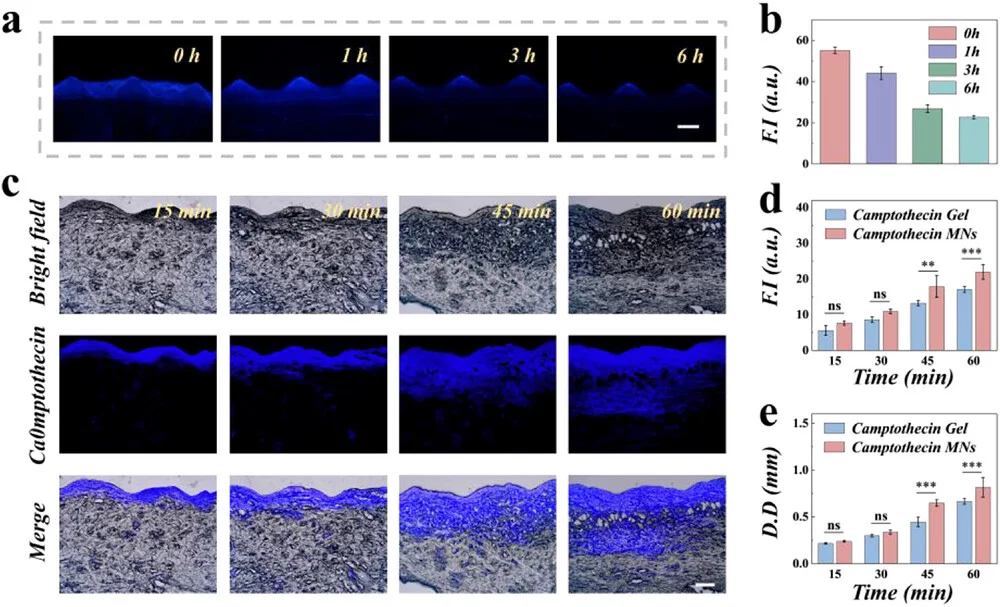 a
0 h
1 h
3 h
6 h
b
F.I (a.u.)
60
40
20
0
0h
1h
3h
6h
c
Bright field
15 min
30 min
45 min
60 min
Ca0mptothecin
Merge
d
F.I (a.u.)
40
30
20
10
0
Camptothecin Gel
Camptothecin MNs
ns
ns
**
***
15
30
45
60
Time (min)
e
D.D (mm)
1.5
1.0
0.5
0.0
Camptothecin Gel
Camptothecin MNs
ns
ns
***
***
15
30
45
60
Time (min)